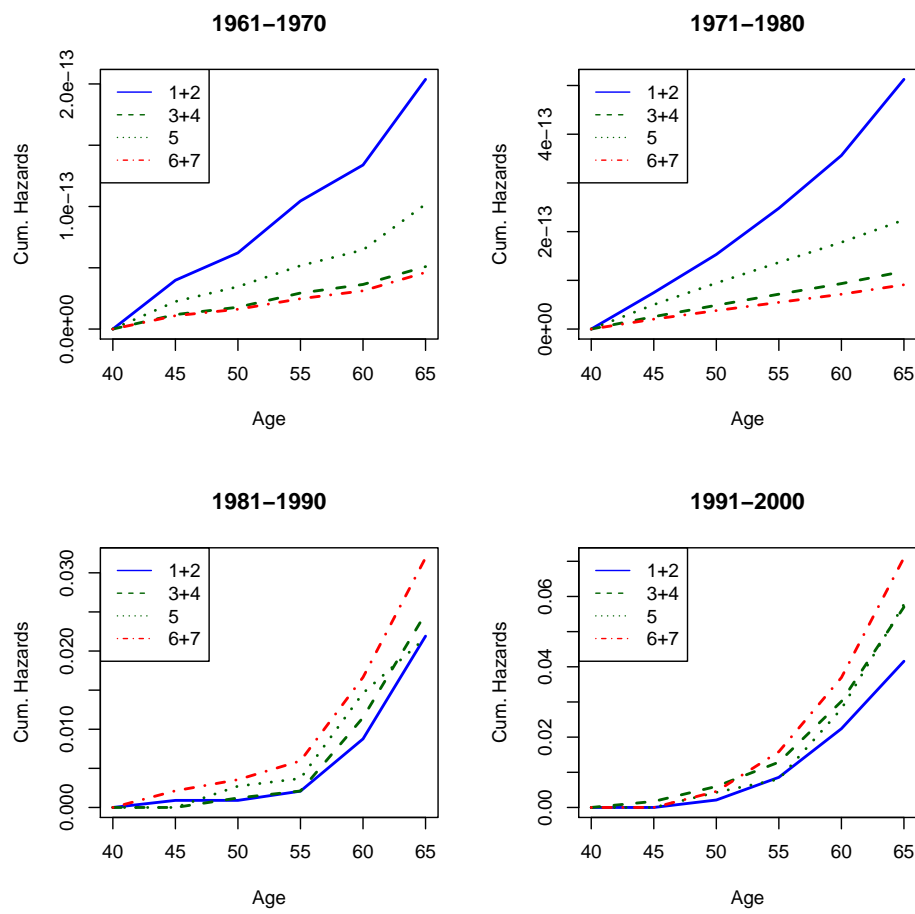 1961−1970
Cum. Hazards
0.0e+00 1.0e−13 2.0e−13
1+2
3+4
5
6+7
40 45 50 55 60 65
Age
1971−1980
Cum. Hazards
0e+00 2e−13 4e−13
1+2
3+4
5
6+7
40 45 50 55 60 65
Age
1981−1990
Cum. Hazards
0.000 0.010 0.020 0.030
1+2
3+4
5
6+7
40 45 50 55 60 65
Age
1991−2000
Cum. Hazards
0.00 0.02 0.04 0.06
1+2
3+4
5
6+7
40 45 50 55 60 65
Age